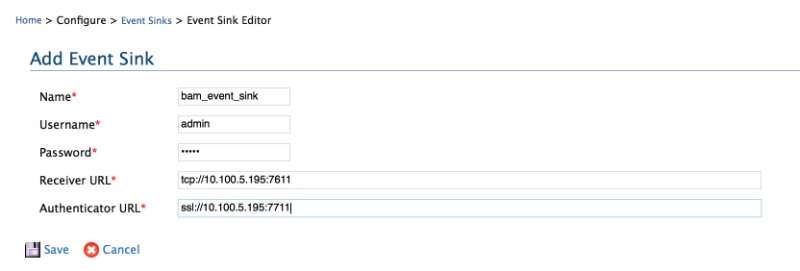 Home > Configure > Event Sinks > Event Sink Editor
Add Event Sink
Name* bam_event_sink
Username* admin
Password* •••••
Receiver URL* tcp://10.100.5.195:7611
Authenticator URL* ssl://10.100.5.195:7711
Save Cancel